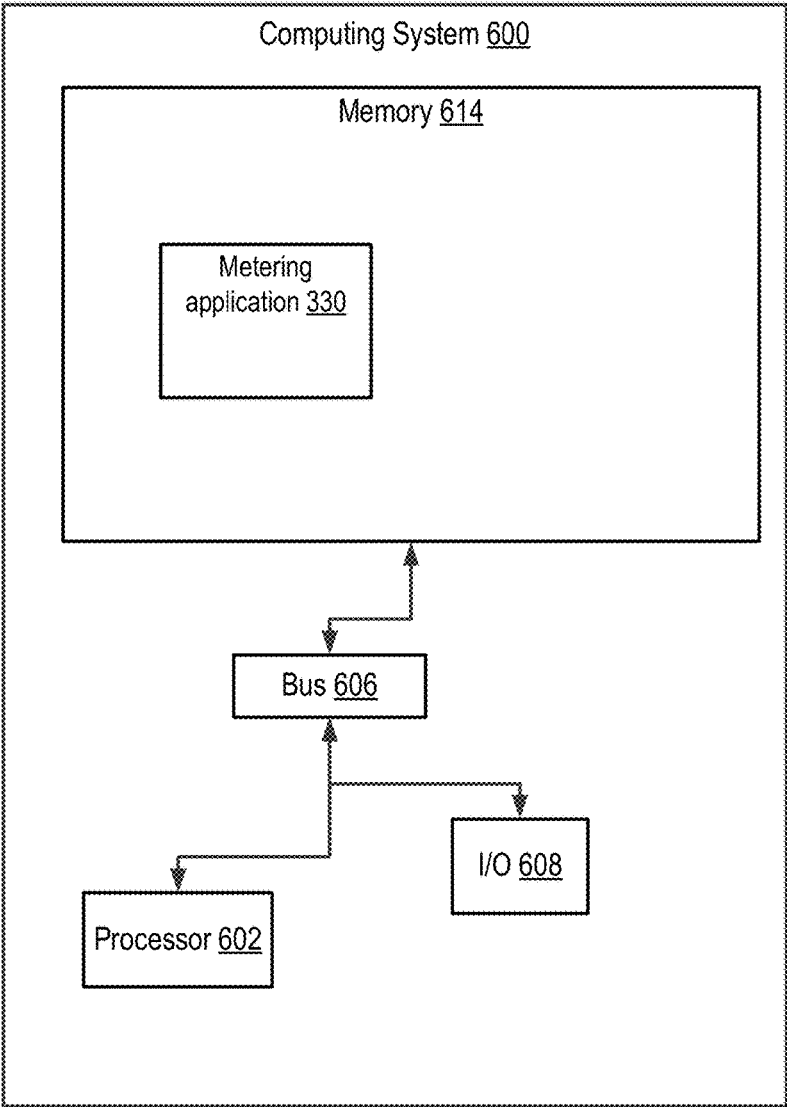 Computing System 600
Memory 614
Metering
application 330
Bus 606
I/O 608
Processor 602